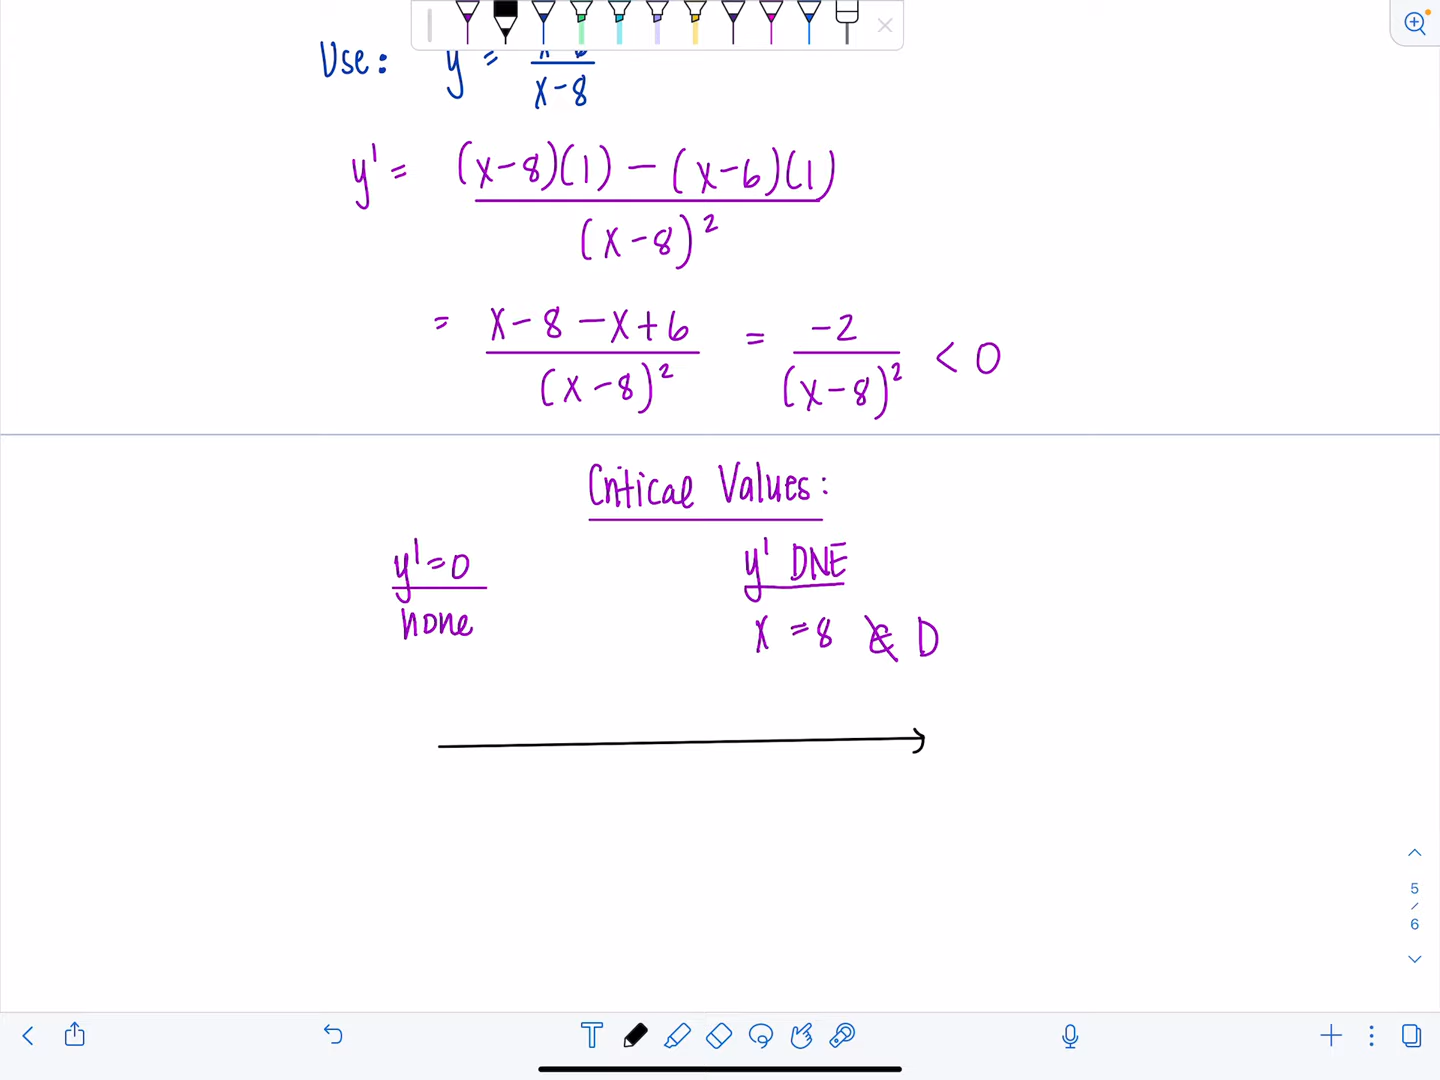 Use: y = x-6 / x-8
y' = (x-8)(1) - (x-6)(1) / (x-8)²
= x-8-x+6 / (x-8)² = -2 / (x-8)² < 0
Critical Values:
y'=0 y' DNE
none x = 8 ∉ D
5
/
6
T